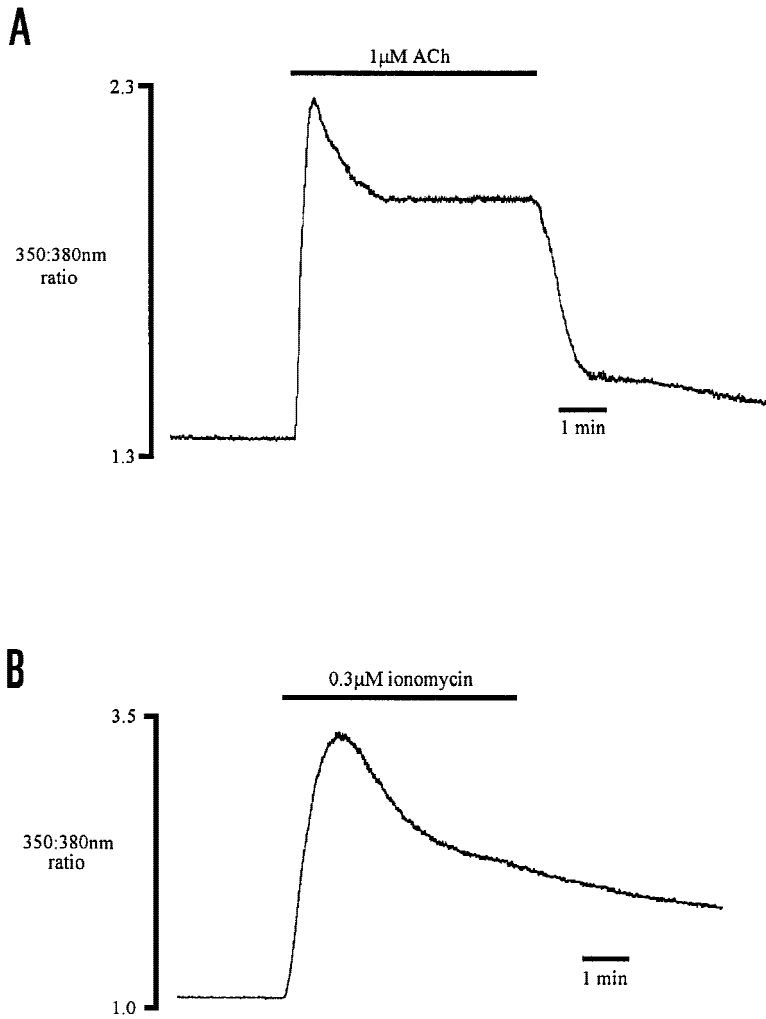 A
1μM ACh
2.3
350:380nm
ratio
1.3
1 min
B
0.3μM ionomycin
3.5
350:380nm
ratio
1.0
1 min